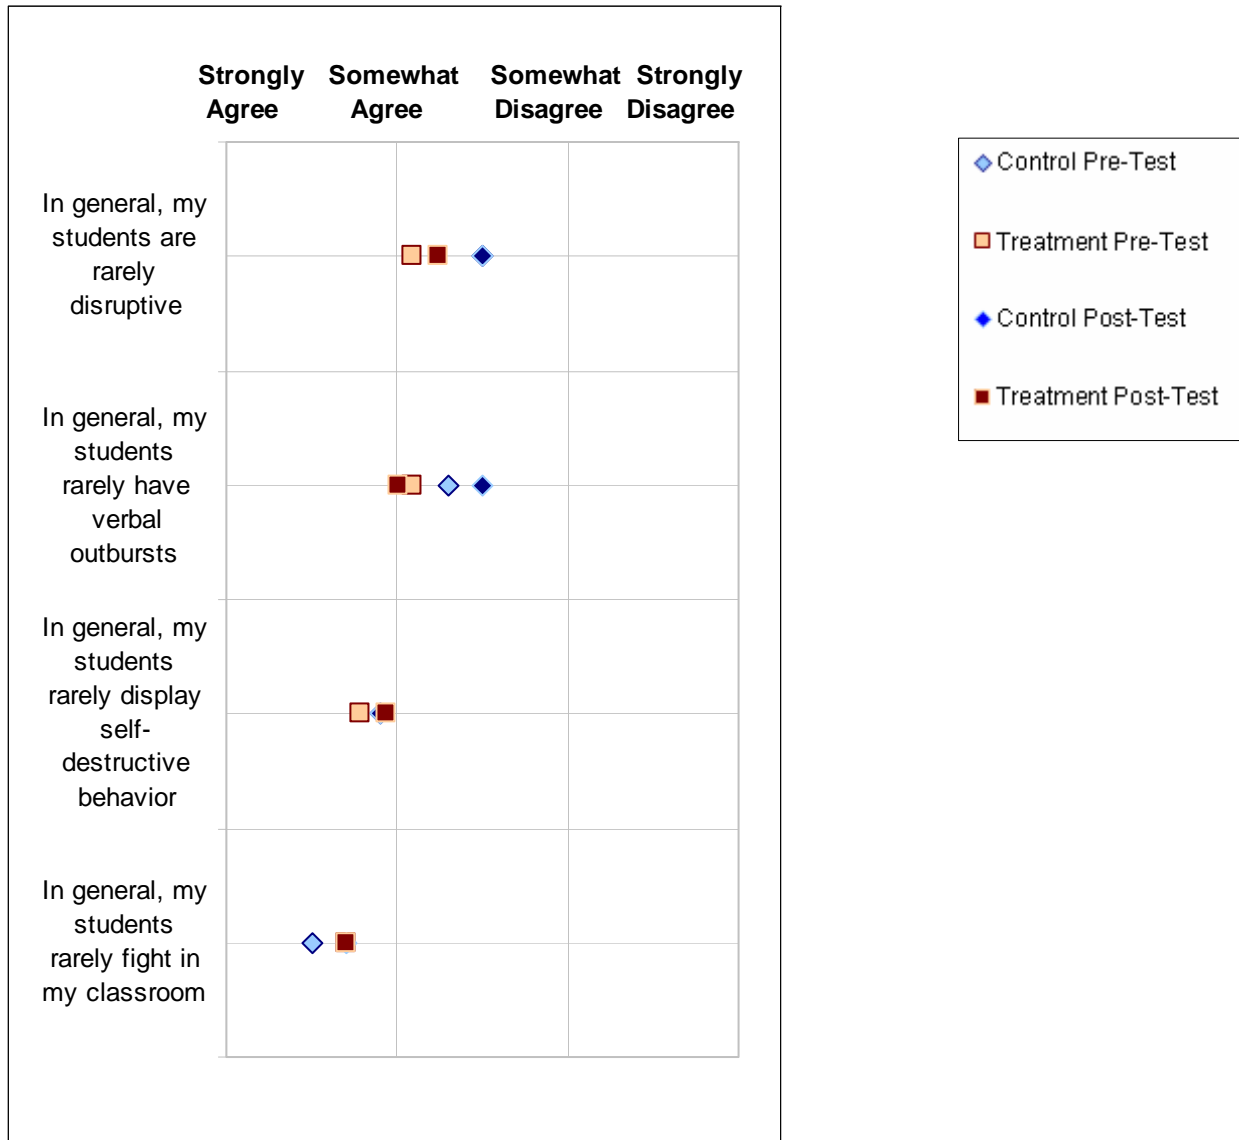 Strongly Agree
Somewhat Agree
Somewhat Disagree
Strongly Disagree
In general, my
students are
rarely
disruptive
In general, my
students
rarely have
verbal
outbursts
In general, my
students
rarely display
self-
destructive
behavior
In general, my
students
rarely fight in
my classroom
Control Pre-Test
Treatment Pre-Test
Control Post-Test
Treatment Post-Test